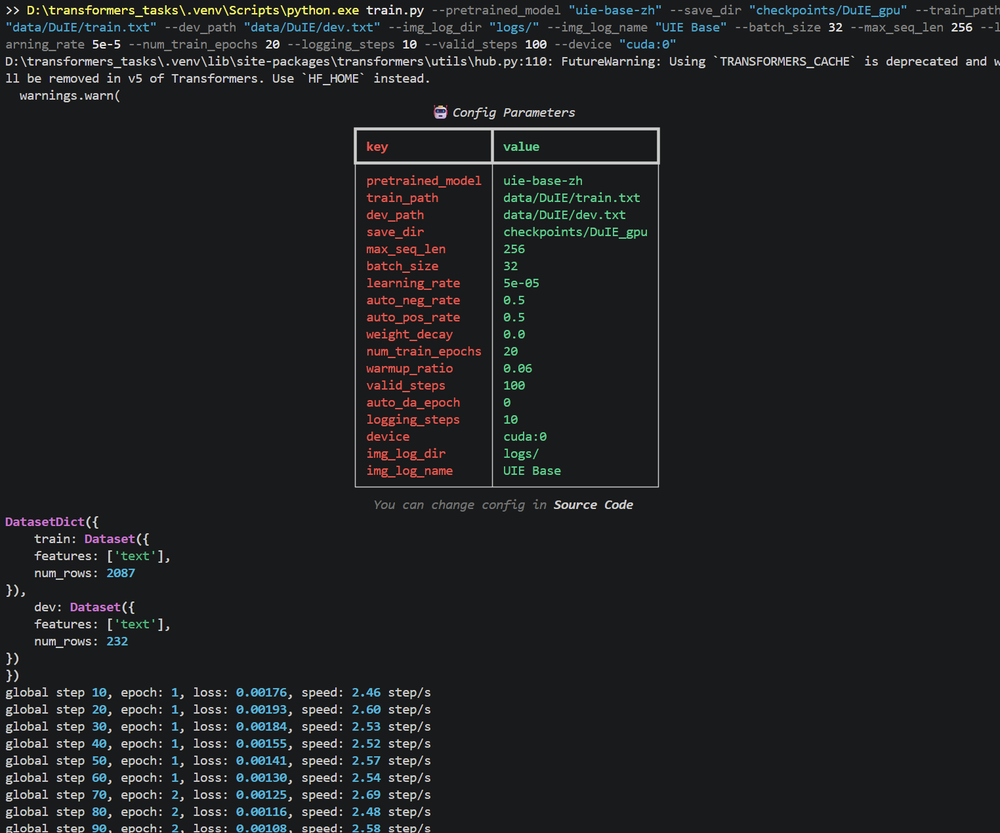 >> D:\transformers_tasks\.venv\Scripts\python.exe train.py --pretrained_model "uie-base-zh" --save_dir "checkpoints/DuIE_gpu" --train_path
"data/DuIE/train.txt" --dev_path "data/DuIE/dev.txt" --img_log_dir "logs/" --img_log_name "UIE Base" --batch_size 32 --max_seq_len 256 --l
arning_rate 5e-5 --num_train_epochs 20 --logging_steps 10 --valid_steps 100 --device "cuda:0"
D:\transformers_tasks\.venv\lib\site-packages\transformers\utils\hub.py:110: FutureWarning: Using `TRANSFORMERS_CACHE` is deprecated and w
ll be removed in v5 of Transformers. Use `HF_HOME` instead.
  warnings.warn(
Config Parameters
key value
pretrained_model uie-base-zh
train_path data/DuIE/train.txt
dev_path data/DuIE/dev.txt
save_dir checkpoints/DuIE_gpu
max_seq_len 256
batch_size 32
learning_rate 5e-05
auto_neg_rate 0.5
auto_pos_rate 0.5
weight_decay 0.0
num_train_epochs 20
warmup_ratio 0.06
valid_steps 100
auto_da_epoch 0
logging_steps 10
device cuda:0
img_log_dir logs/
img_log_name UIE Base
You can change config in Source Code
DatasetDict({
    train: Dataset({
    features: ['text'],
    num_rows: 2087
}),
    dev: Dataset({
    features: ['text'],
    num_rows: 232
})
})
global step 10, epoch: 1, loss: 0.00176, speed: 2.46 step/s
global step 20, epoch: 1, loss: 0.00193, speed: 2.60 step/s
global step 30, epoch: 1, loss: 0.00184, speed: 2.53 step/s
global step 40, epoch: 1, loss: 0.00155, speed: 2.52 step/s
global step 50, epoch: 1, loss: 0.00141, speed: 2.57 step/s
global step 60, epoch: 1, loss: 0.00130, speed: 2.54 step/s
global step 70, epoch: 2, loss: 0.00125, speed: 2.69 step/s
global step 80, epoch: 2, loss: 0.00116, speed: 2.48 step/s
global step 90, epoch: 2, loss: 0.00108, speed: 2.58 step/s